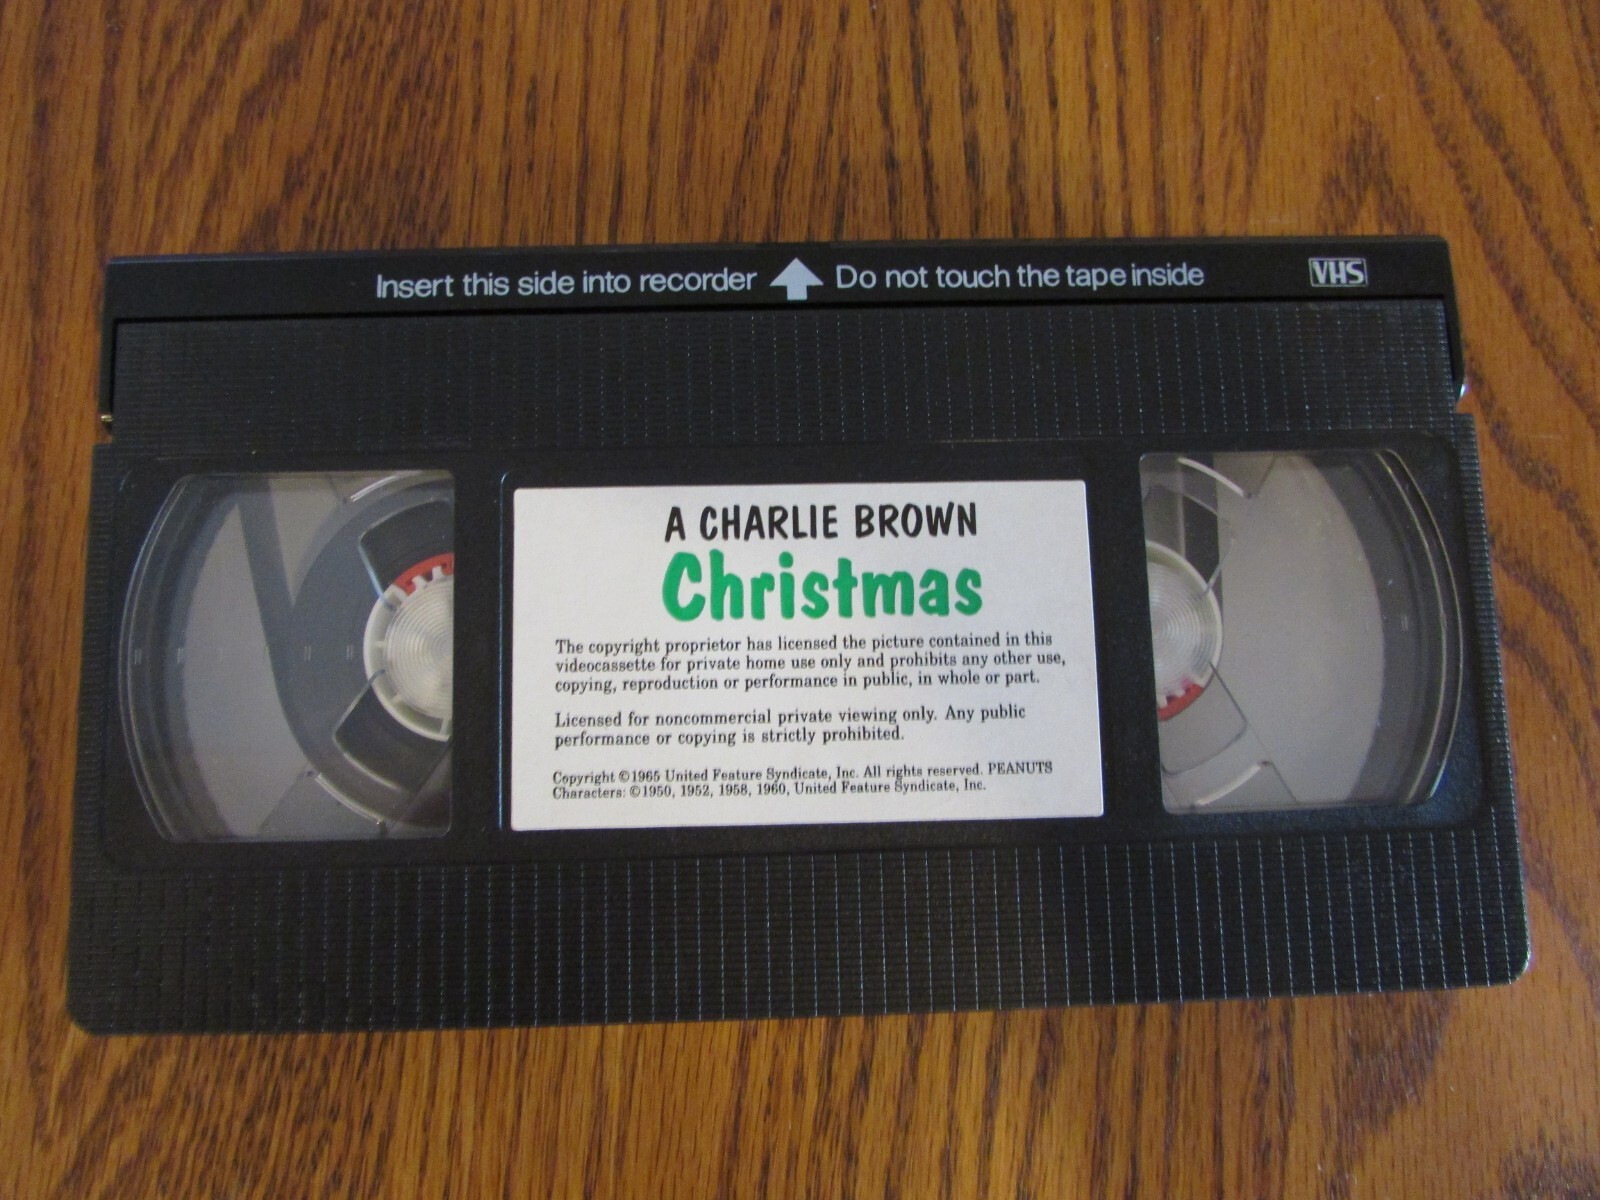 Insert this side into recorder Do not touch the tape inside VHS
A CHARLIE BROWN
Christmas
The copyright proprietor has licensed the picture contained in this
videocassette for private home use only and prohibits any other use,
copying, reproduction or performance in public, in whole or part.
Licensed for noncommercial private viewing only. Any public
performance or copying is strictly prohibited.
Copyright ©1965 United Feature Syndicate, Inc. All rights reserved. PEANUTS
Characters: ©1950, 1952, 1958, 1960, United Feature Syndicate, Inc.